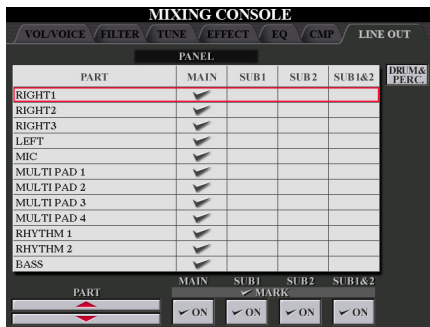 MIXING CONSOLE
VOL/VOICE FILTER TUNE EFFECT EQ CMP LINE OUT
PANEL
PART MAIN SUB1 SUB2 SUB1&2 DRUM& PERC.
RIGHT1
RIGHT2
RIGHT3
LEFT
MIC
MULTI PAD 1
MULTI PAD 2
MULTI PAD 3
MULTI PAD 4
RHYTHM 1
RHYTHM 2
BASS
PART MAIN SUB1 SUB2 SUB1&2
MARK
ON ON ON ON